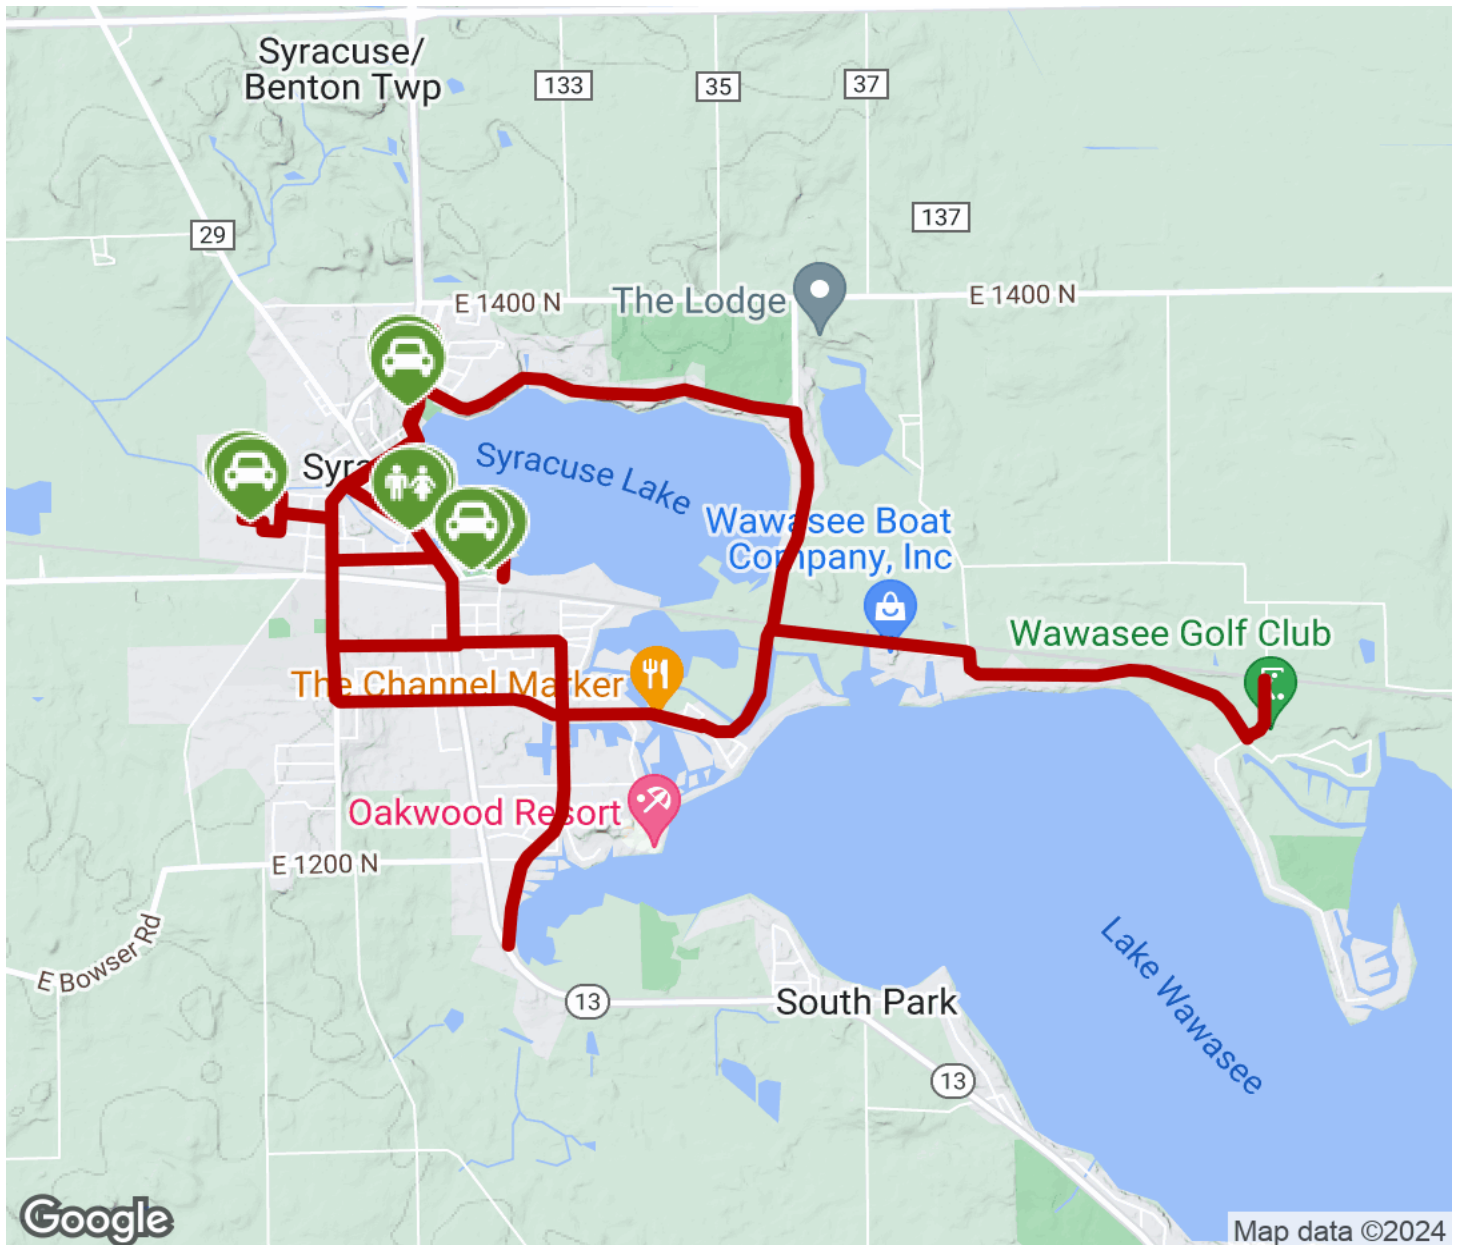 Syracuse/
Benton Twp
133
35
37
137
29
E 1400 N
The Lodge
E 1400 N
Syracuse Lake
Wawasee Boat
Company, Inc
Wawasee Golf Club
The Channel Marker
Oakwood Resort
E 1200 N
E Bowser Rd
Lake Wawasee
13
South Park
13
Google
Map data ©2024